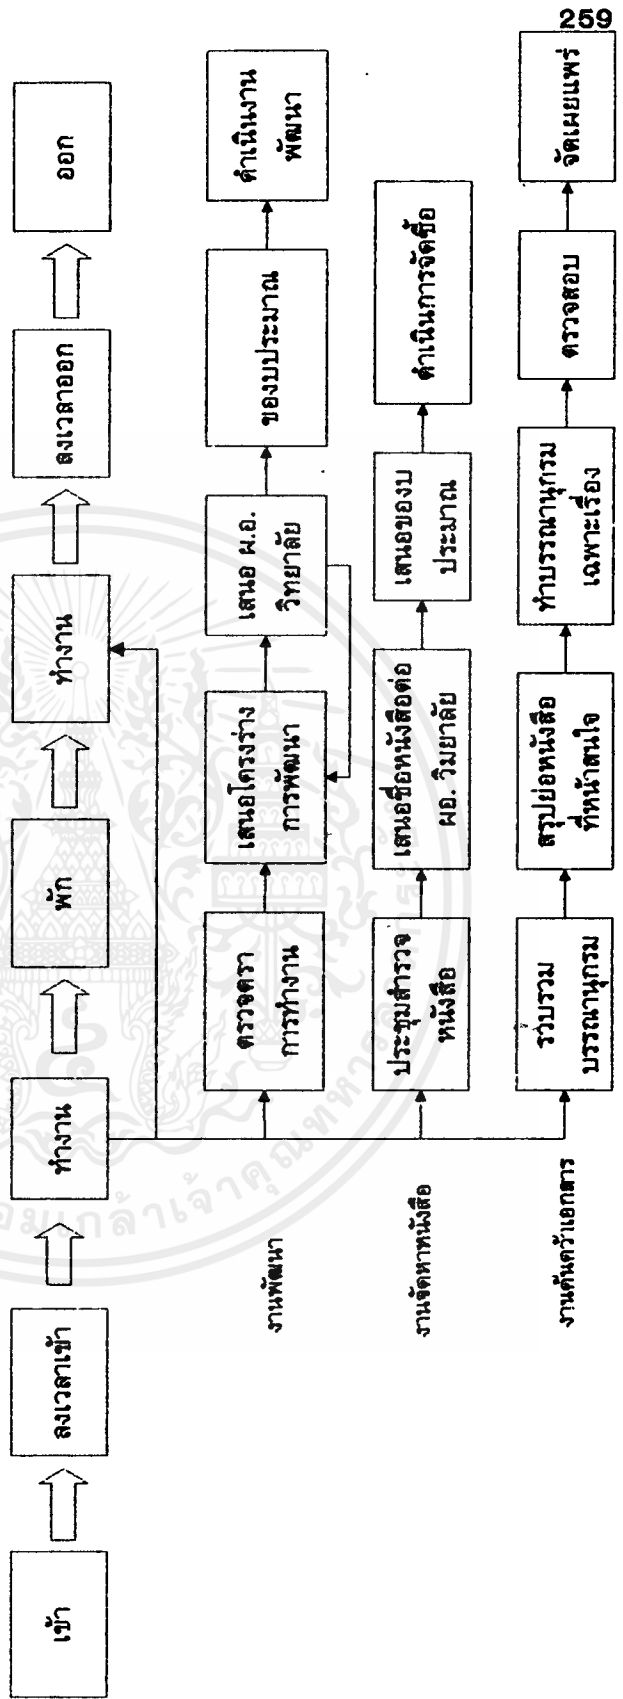 259
เข้า
ลงเวลาเข้า
ทำงาน
พัก
ทำงาน
ลงเวลาออก
ออก
งานพัฒนา
ตรวจตรา
การทำงาน
เสนอโครงร่าง
การพัฒนา
เสนอ ผ.อ.
วิทยาลัย
ของบประมาณ
ดำเนินงาน
พัฒนา
งานจัดหาหนังสือ
ประชุมสำรวจ
หนังสือ
เสนอชื่อหนังสือต่อ
ผอ. วิมยาลัย
เสนอของบ
ประมาณ
ดำเนินการจัดซื้อ
งานค้นคว้าเอกสาร
รวบรวม
บรรณานุกรม
สรุปย่อหนังสือ
ที่หน้าสนใจ
ทำบรรณานุกรม
เฉพาะเรื่อง
ตรวจสอบ
จัดเผยแพร่